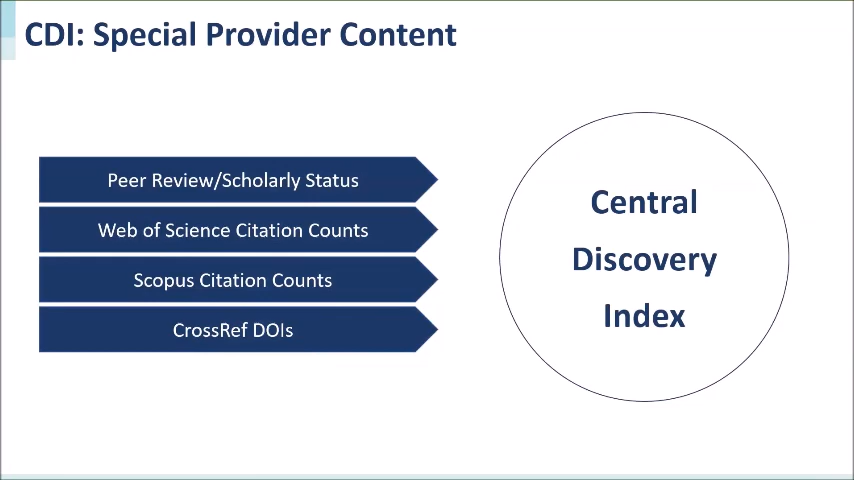 CDI: Special Provider Content
Peer Review/Scholarly Status
Web of Science Citation Counts
Scopus Citation Counts
CrossRef DOIs
Central
Discovery
Index